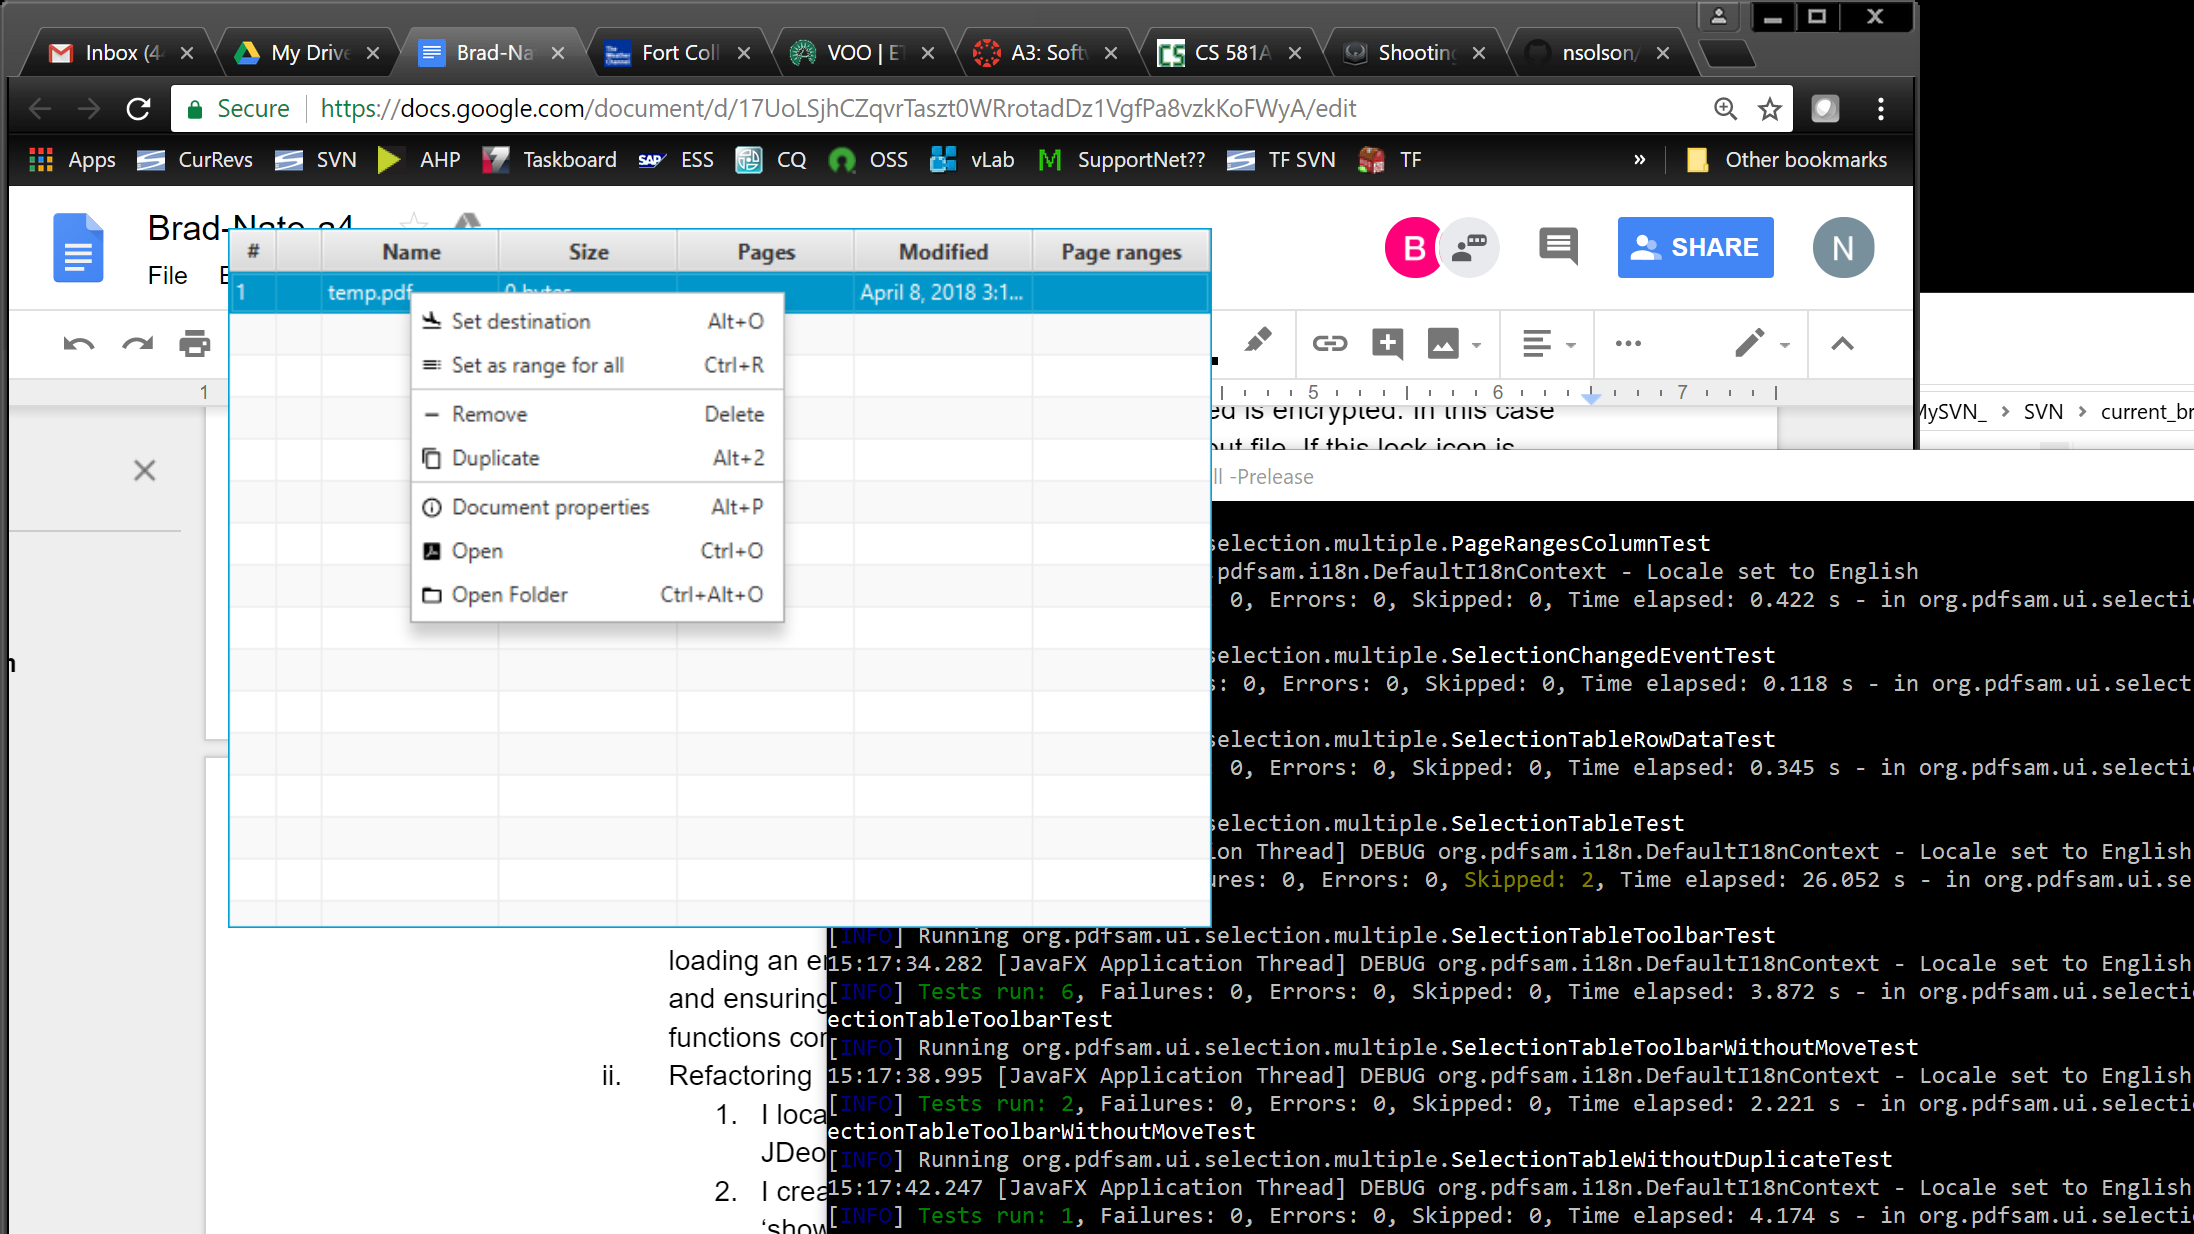 Inbox (4
My Drive
Brad-Na
Fort Coll
VOO | E
A3: Soft
CS 581A
Shooting
nsolson/
Secure https://docs.google.com/document/d/17UoLSjhCZqvrTaszt0WRrotadDz1VgfPa8vzkKoFWyA/edit
Apps CurRevs SVN AHP Taskboard ESS CQ OSS vLab SupportNet?? TF SVN TF » Other bookmarks
Brad-Nate-a4
File
B
SHARE
N
# Name Size Pages Modified Page ranges
1 temp.pdf 0 bytes April 8, 2018 3:1...
Set destination Alt+O
Set as range for all Ctrl+R
Remove Delete
Duplicate Alt+2
Document properties Alt+P
Open Ctrl+O
Open Folder Ctrl+Alt+O
1 5 6 7
ed is encrypted. In this case
ut file. If this lock icon is
MySVN_ > SVN > current_br
ll -Prelease
selection.multiple.PageRangesColumnTest
.pdfsam.i18n.DefaultI18nContext - Locale set to English
0, Errors: 0, Skipped: 0, Time elapsed: 0.422 s - in org.pdfsam.ui.selecti
selection.multiple.SelectionChangedEventTest
s: 0, Errors: 0, Skipped: 0, Time elapsed: 0.118 s - in org.pdfsam.ui.select
selection.multiple.SelectionTableRowDataTest
0, Errors: 0, Skipped: 0, Time elapsed: 0.345 s - in org.pdfsam.ui.selecti
selection.multiple.SelectionTableTest
ion Thread] DEBUG org.pdfsam.i18n.DefaultI18nContext - Locale set to English
ures: 0, Errors: 0, Skipped: 2, Time elapsed: 26.052 s - in org.pdfsam.ui.se
[INFO] Running org.pdfsam.ui.selection.multiple.SelectionTableToolbarTest
15:17:34.282 [JavaFX Application Thread] DEBUG org.pdfsam.i18n.DefaultI18nContext - Locale set to English
[INFO] Tests run: 6, Failures: 0, Errors: 0, Skipped: 0, Time elapsed: 3.872 s - in org.pdfsam.ui.selecti
ectionTableToolbarTest
[INFO] Running org.pdfsam.ui.selection.multiple.SelectionTableToolbarWithoutMoveTest
15:17:38.995 [JavaFX Application Thread] DEBUG org.pdfsam.i18n.DefaultI18nContext - Locale set to English
[INFO] Tests run: 2, Failures: 0, Errors: 0, Skipped: 0, Time elapsed: 2.221 s - in org.pdfsam.ui.selecti
ectionTableToolbarWithoutMoveTest
[INFO] Running org.pdfsam.ui.selection.multiple.SelectionTableWithoutDuplicateTest
15:17:42.247 [JavaFX Application Thread] DEBUG org.pdfsam.i18n.DefaultI18nContext - Locale set to English
[INFO] Tests run: 1, Failures: 0, Errors: 0, Skipped: 0, Time elapsed: 4.174 s - in org.pdfsam.ui.selecti
loading an e
and ensuring
functions cor
ii. Refactoring
1. I loca
JDeo
2. I crea
‘show